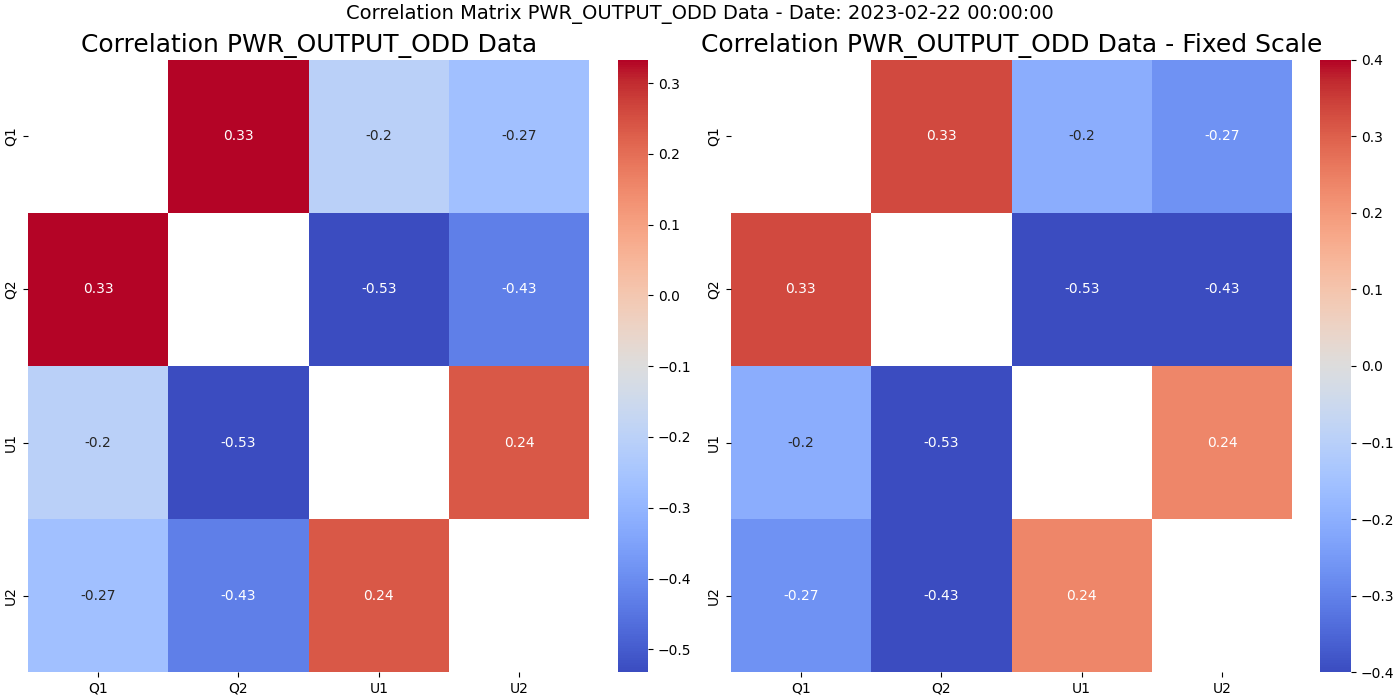 Correlation Matrix PWR_OUTPUT_ODD Data - Date: 2023-02-22 00:00:00
Correlation PWR_OUTPUT_ODD Data
Q1
0.33
-0.2
-0.27
Q2
0.33
-0.53
-0.43
U1
-0.2
-0.53
0.24
U2
-0.27
-0.43
0.24
Q1
Q2
U1
U2
0.3
0.2
0.1
0.0
−0.1
−0.2
−0.3
−0.4
−0.5
Correlation PWR_OUTPUT_ODD Data - Fixed Scale
Q1
0.33
-0.2
-0.27
Q2
0.33
-0.53
-0.43
U1
-0.2
-0.53
0.24
U2
-0.27
-0.43
0.24
Q1
Q2
U1
U2
0.4
0.3
0.2
0.1
0.0
−0.1
−0.2
−0.3
−0.4